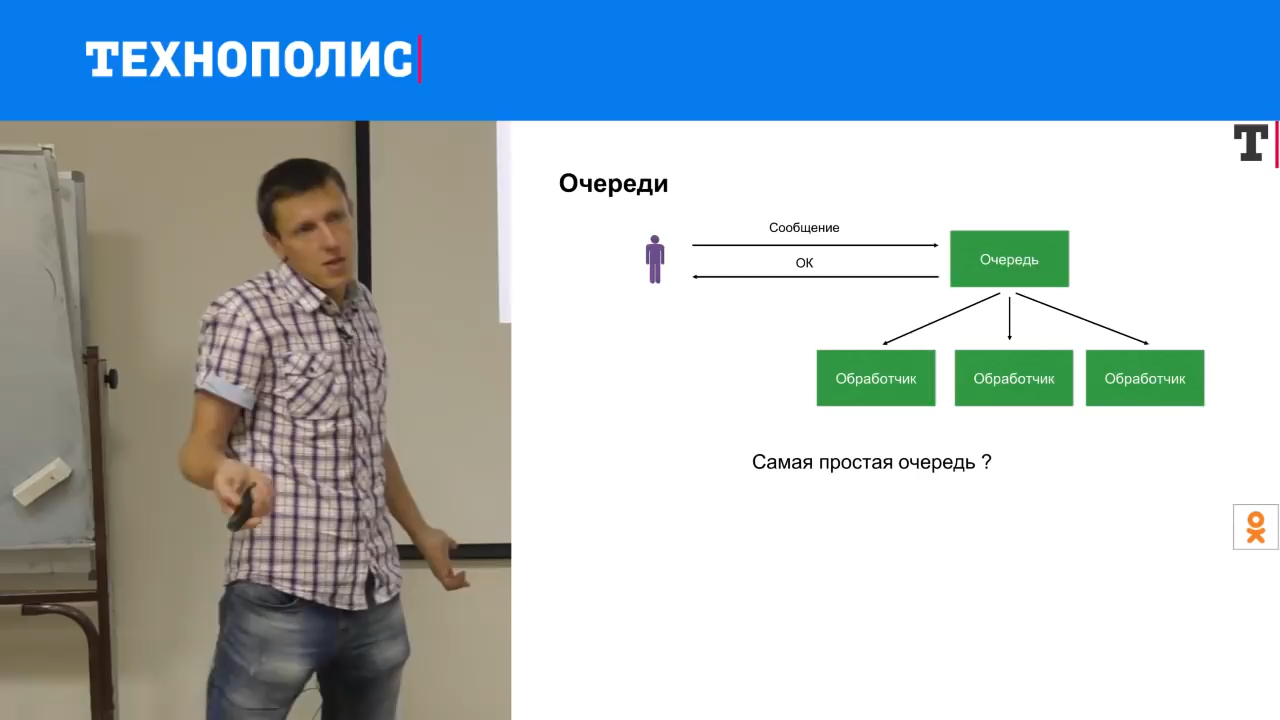 ТЕХНОПОЛИС
Т
Очереди
Сообщение
ОК
Очередь
Обработчик
Обработчик
Обработчик
Самая простая очередь ?